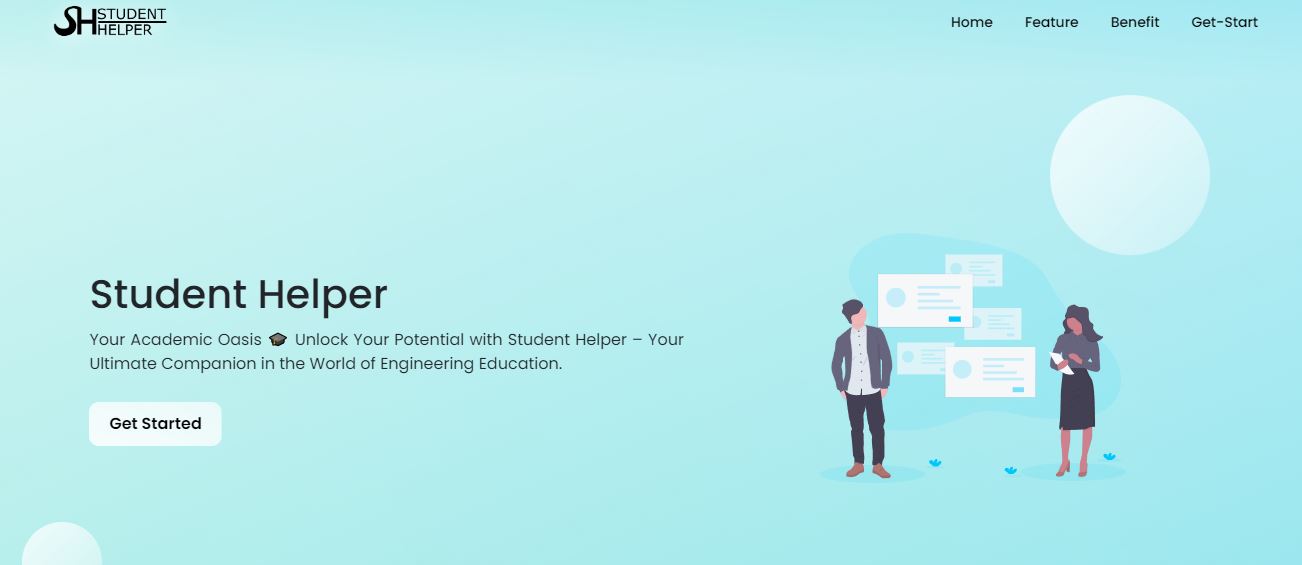 SH STUDENT
HELPER
Home Feature Benefit Get-Start
Student Helper
Your Academic Oasis 🎓 Unlock Your Potential with Student Helper – Your
Ultimate Companion in the World of Engineering Education.
Get Started